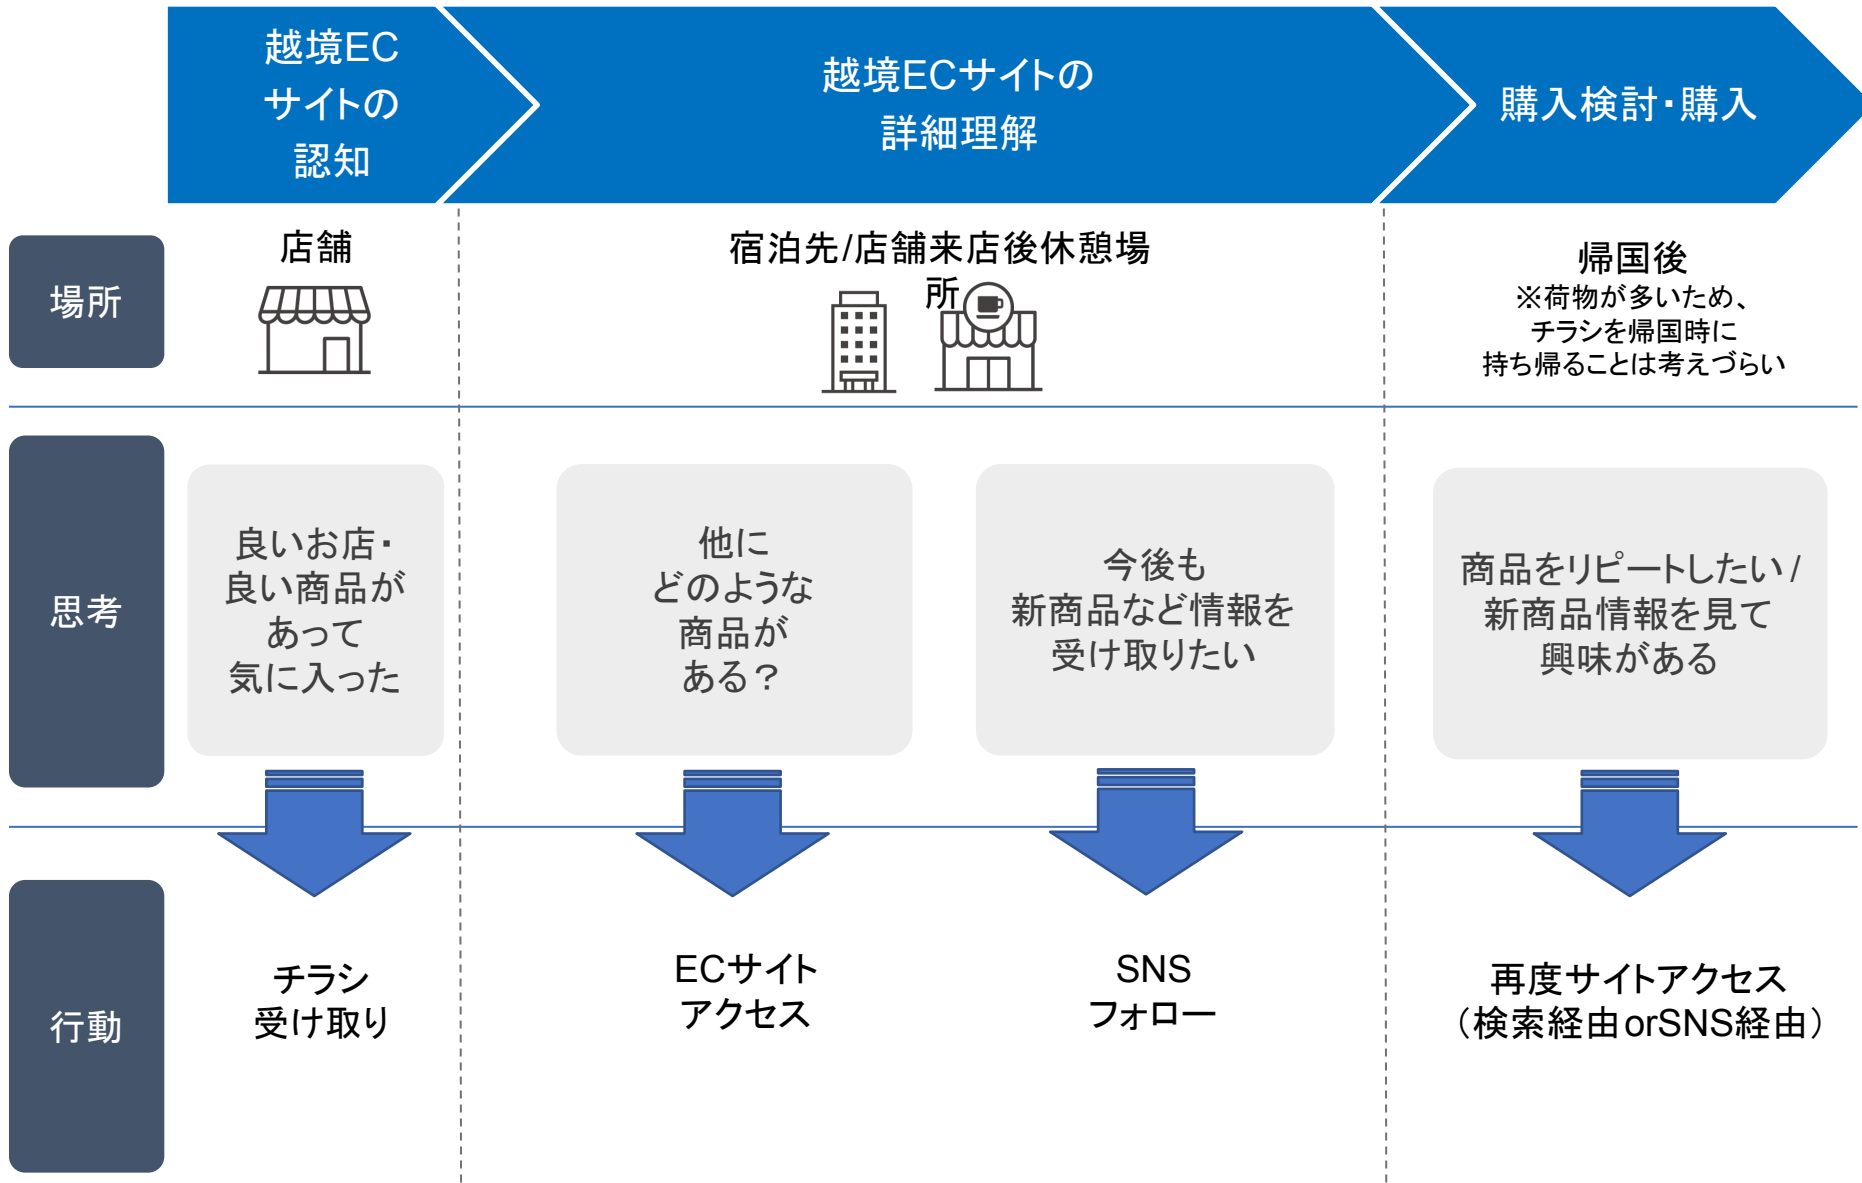 越境EC
サイトの
認知
越境ECサイトの
詳細理解
購入検討・購入
場所
店舗
宿泊先/店舗来店後休憩場
所
帰国後
※荷物が多いため、
チラシを帰国時に
持ち帰ることは考えづらい
思考
良いお店・
良い商品が
あって
気に入った
他に
どのような
商品が
ある？
今後も
新商品など情報を
受け取りたい
商品をリピートしたい/
新商品情報を見て
興味がある
行動
チラシ
受け取り
ECサイト
アクセス
SNS
フォロー
再度サイトアクセス
（検索経由orSNS経由）